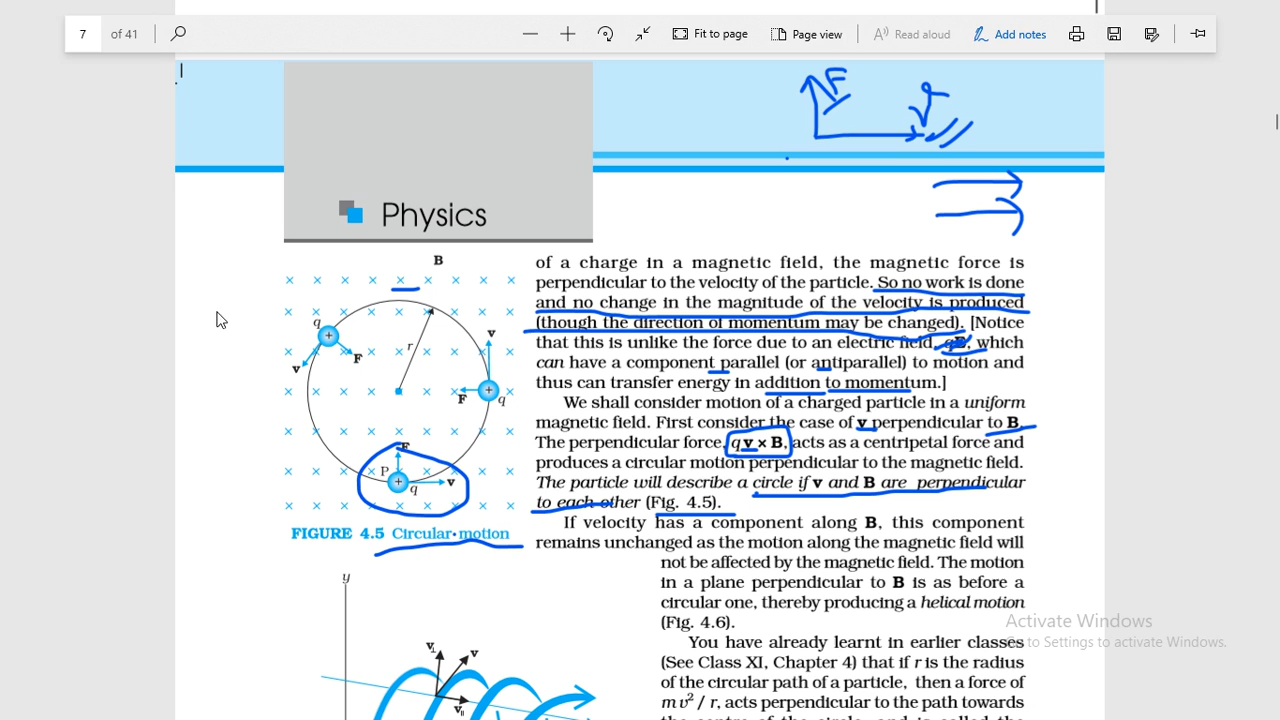 7 of 41
Fit to page
Page view
Read aloud
Add notes
F
v
Physics
B
q
F
v
r
v
F
q
F
P
q
v
FIGURE 4.5 Circular motion
of a charge in a magnetic field, the magnetic force is
perpendicular to the velocity of the particle. So no work is done
and no change in the magnitude of the velocity is produced
(though the direction of momentum may be changed). [Notice
that this is unlike the force due to an electric field, qE, which
can have a component parallel (or antiparallel) to motion and
thus can transfer energy in addition to momentum.]
We shall consider motion of a charged particle in a uniform
magnetic field. First consider the case of v perpendicular to B.
The perpendicular force, q v × B, acts as a centripetal force and
produces a circular motion perpendicular to the magnetic field.
The particle will describe a circle if v and B are perpendicular
to each other (Fig. 4.5).
If velocity has a component along B, this component
remains unchanged as the motion along the magnetic field will
not be affected by the magnetic field. The motion
in a plane perpendicular to B is as before a
circular one, thereby producing a helical motion
(Fig. 4.6).
You have already learnt in earlier classes
(See Class XI, Chapter 4) that if r is the radius
of the circular path of a particle, then a force of
m v² / r, acts perpendicular to the path towards
the centre of the circle, and is called the
y
v⊥
v
v||
Activate Windows
Go to Settings to activate Windows.